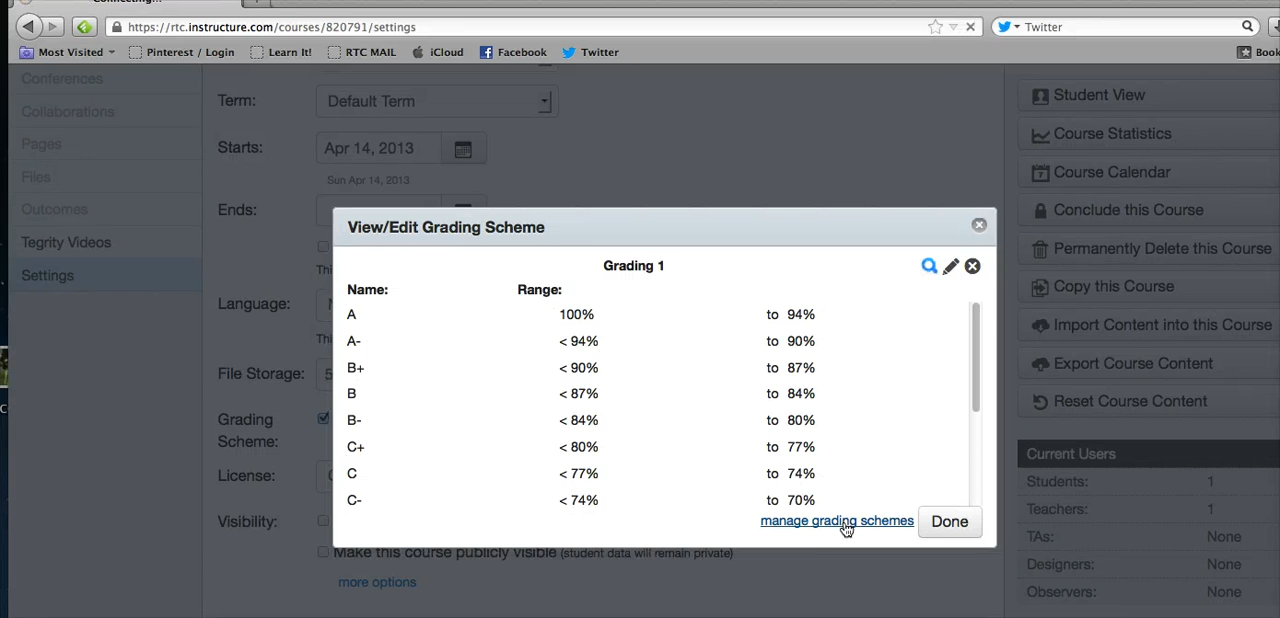 Connecting...
https://rtc.instructure.com/courses/820791/settings
Twitter
Most Visited Pinterest / Login Learn It! RTC MAIL iCloud Facebook Twitter
Conferences
Collaborations
Pages
Files
Outcomes
Tegrity Videos
Settings
Term: Default Term
Starts: Apr 14, 2013
Sun Apr 14, 2013
Ends:
Language:
File Storage: 5
Grading
Scheme:
License:
Visibility:
Make this course publicly visible (student data will remain private)
more options
View/Edit Grading Scheme
Grading 1
Name: Range:
A 100% to 94%
A- < 94% to 90%
B+ < 90% to 87%
B < 87% to 84%
B- < 84% to 80%
C+ < 80% to 77%
C < 77% to 74%
C- < 74% to 70%
manage grading schemes Done
Student View
Course Statistics
7 Course Calendar
Conclude this Course
Permanently Delete this Course
Copy this Course
Import Content into this Course
Export Course Content
Reset Course Content
Current Users
Students: 1
Teachers: 1
TAs: None
Designers: None
Observers: None